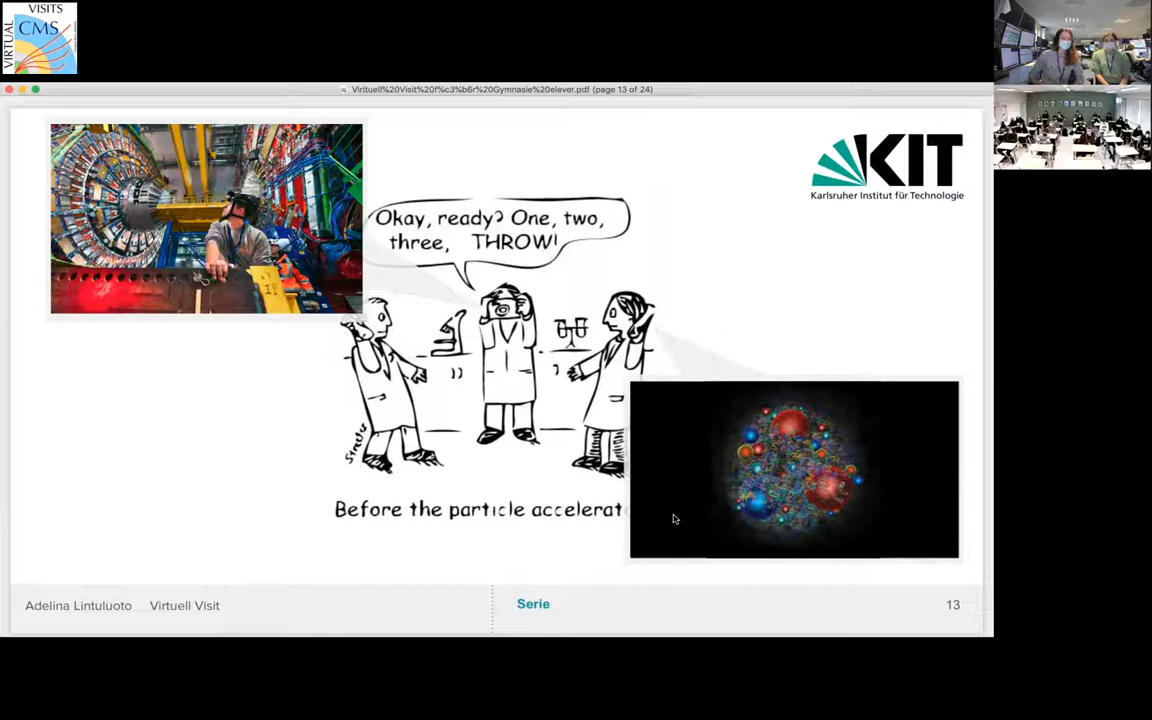 VISITS
CMS
VIRTUAL
Virituell%20Visit%20f%c3%b6r%20Gymnasie%20elever.pdf (page 13 of 24)
KIT
Karlsruher Institut für Technologie
Okay, ready? One, two,
three, THROW!
Before the particle accelerat
Adelina Lintuluoto Virtuell Visit
Serie
13